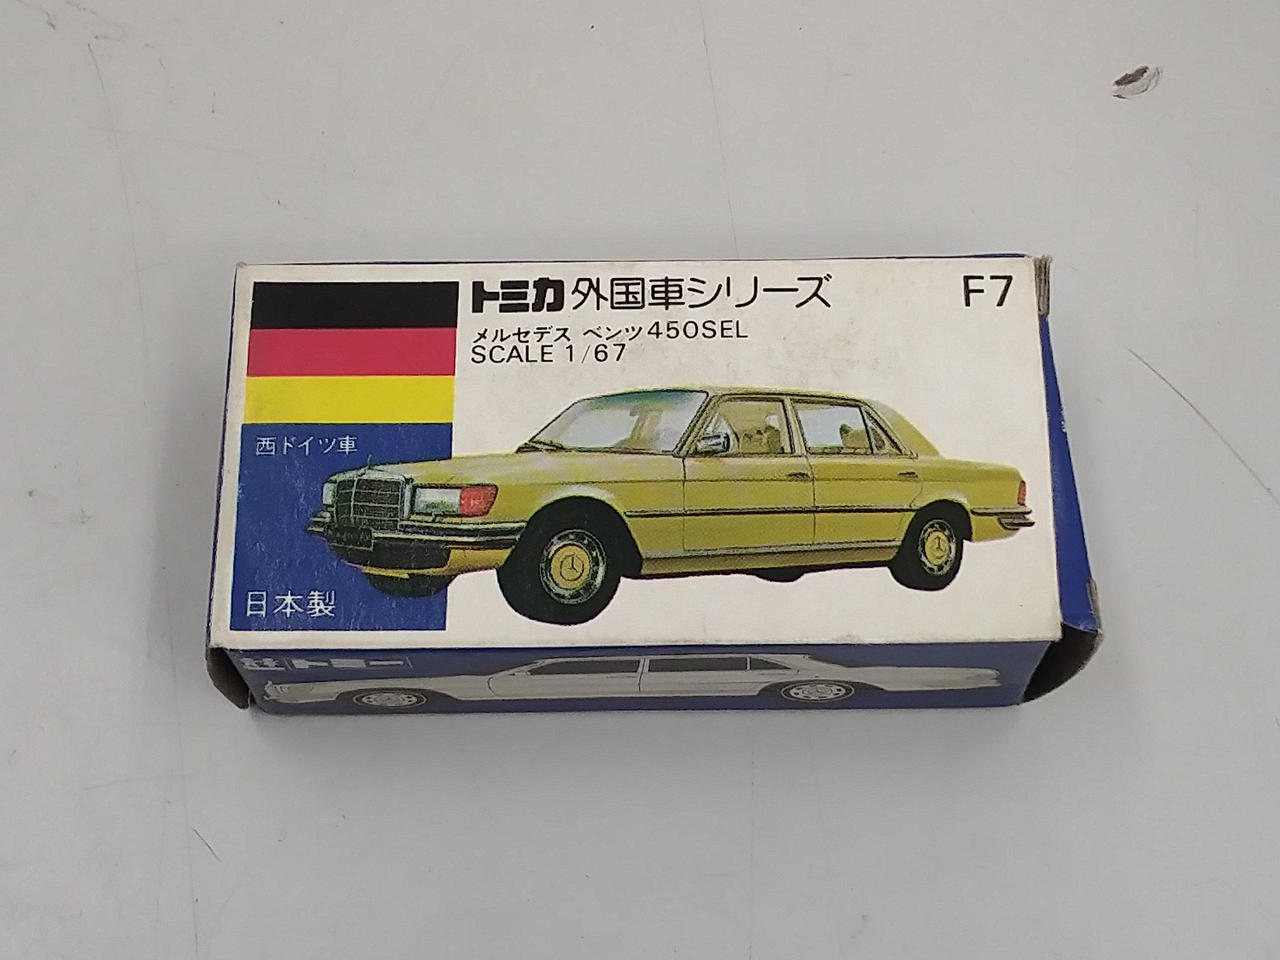 トミカ 外国車シリーズ F7
メルセデス ベンツ450SEL
SCALE 1/67
西ドイツ車
日本製
トミー